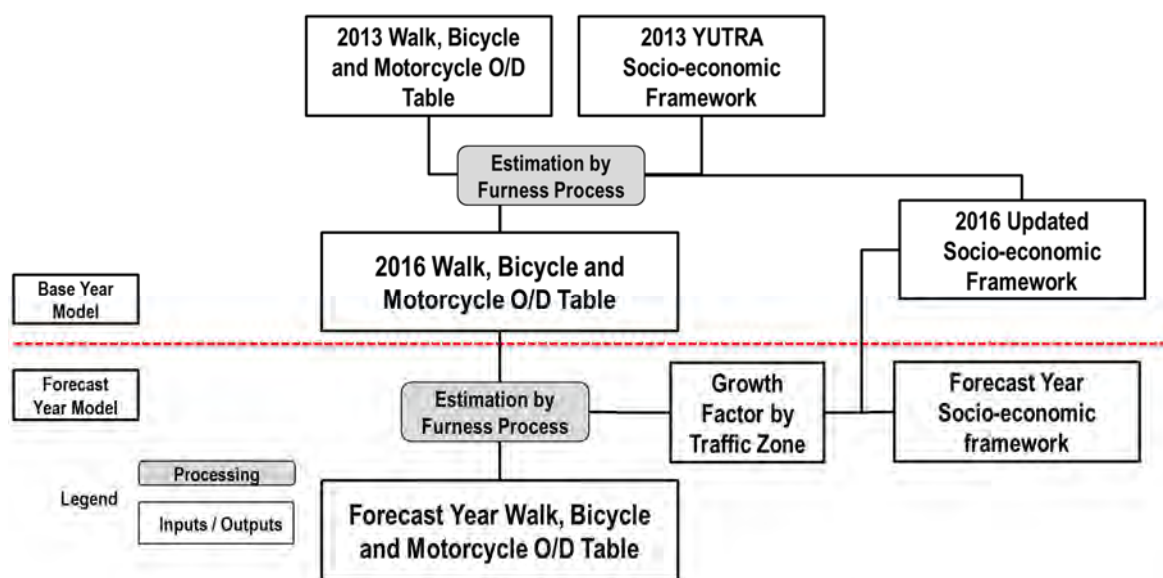 2013 Walk, Bicycle
and Motorcycle O/D
Table
2013 YUTRA
Socio-economic
Framework
Estimation by
Furness Process
2016 Updated
Socio-economic
Framework
2016 Walk, Bicycle and
Motorcycle O/D Table
Base Year
Model
Forecast
Year Model
Estimation by
Furness Process
Growth
Factor by
Traffic Zone
Forecast Year
Socio-economic
framework
Legend
Processing
Inputs / Outputs
Forecast Year Walk, Bicycle
and Motorcycle O/D Table